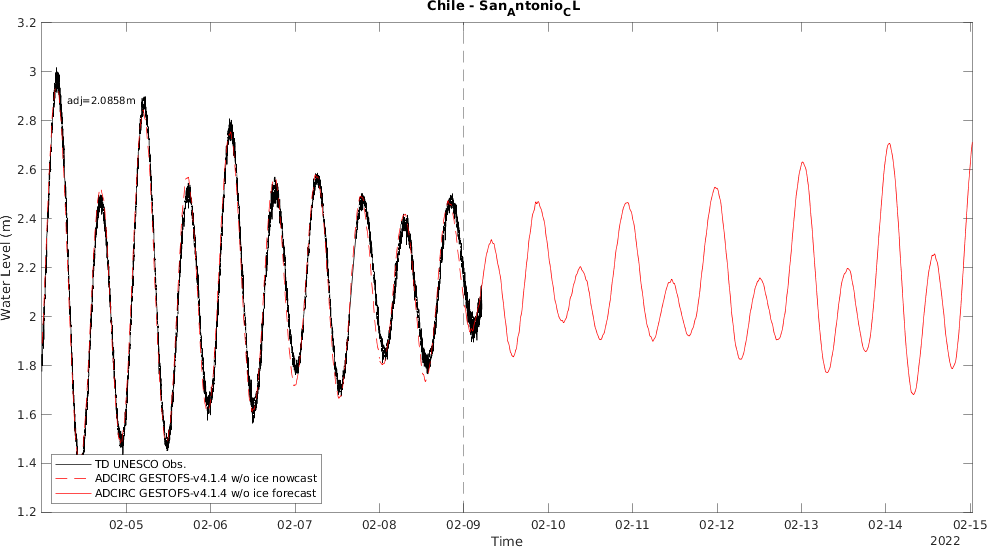 Chile - SanAntonioCL
3.2
3
2.8
2.6
2.4
2.2
2
1.8
1.6
1.4
1.2
Water Level (m)
adj=2.0858m
TD UNESCO Obs.
ADCIRC GESTOFS-v4.1.4 w/o ice nowcast
ADCIRC GESTOFS-v4.1.4 w/o ice forecast
02-05 02-06 02-07 02-08 02-09 02-10 02-11 02-12 02-13 02-14 02-15
Time
2022